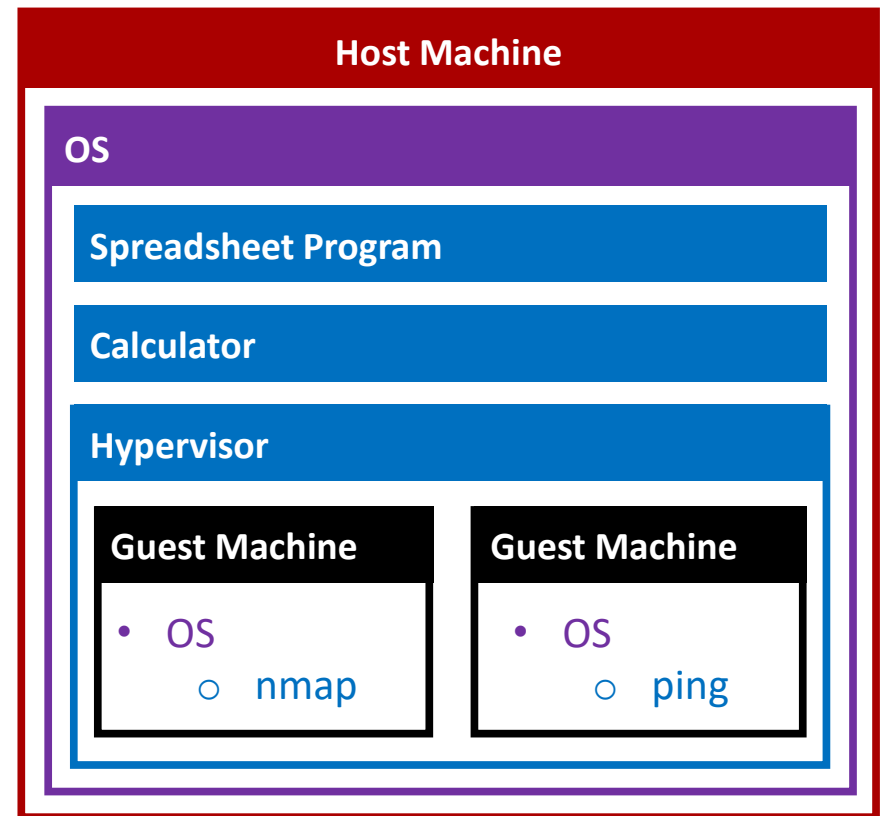 Host Machine
OS
Spreadsheet Program
Calculator
Hypervisor
Guest Machine
• OS
o nmap
Guest Machine
• OS
o ping